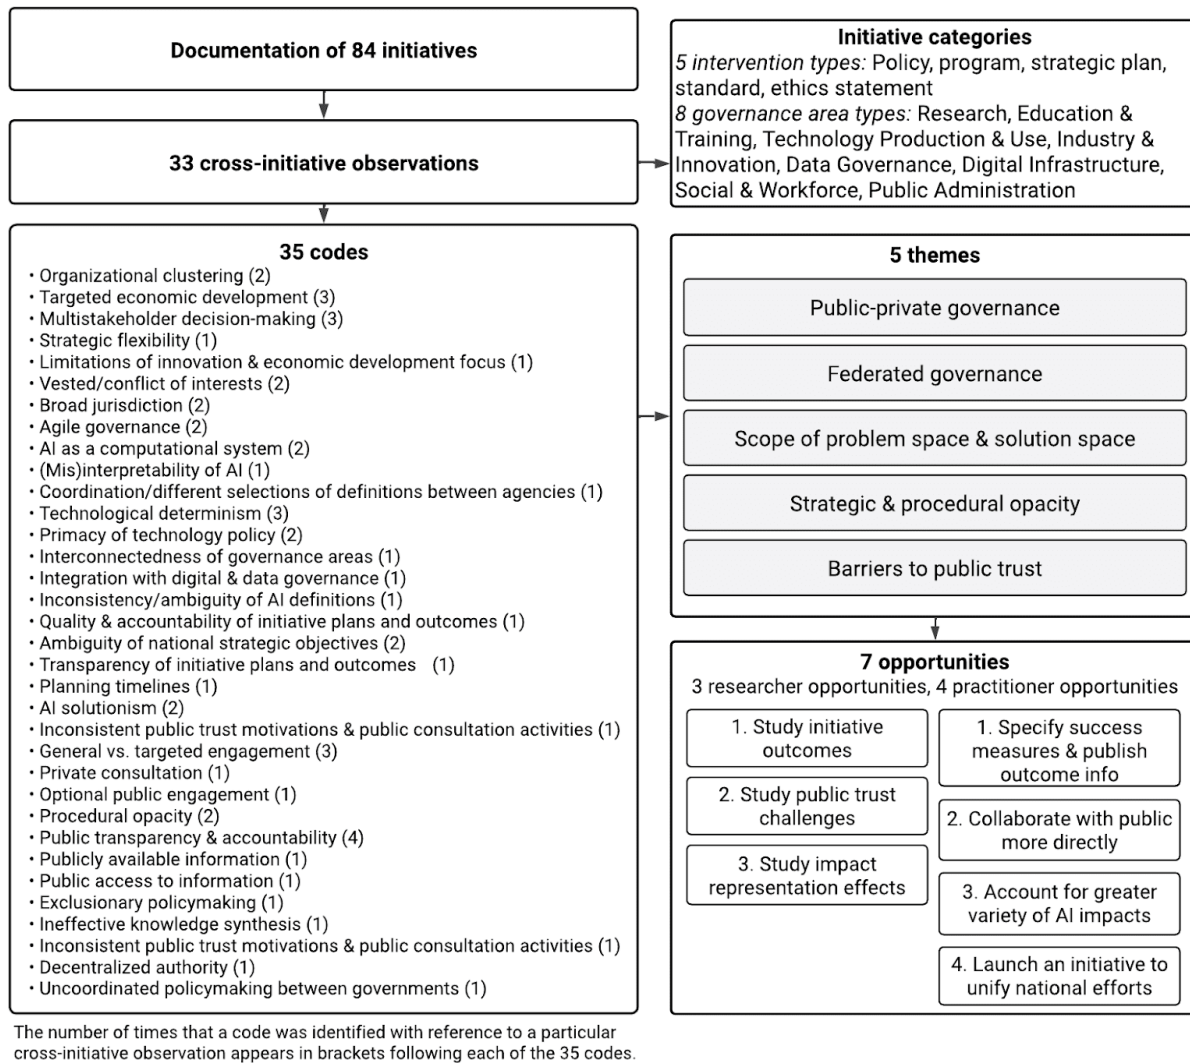 Documentation of 84 initiatives
33 cross-initiative observations
Initiative categories
5 intervention types: Policy, program, strategic plan,
standard, ethics statement
8 governance area types: Research, Education &
Training, Technology Production & Use, Industry &
Innovation, Data Governance, Digital Infrastructure,
Social & Workforce, Public Administration
35 codes
• Organizational clustering (2)
• Targeted economic development (3)
• Multistakeholder decision-making (3)
• Strategic flexibility (1)
• Limitations of innovation & economic development focus (1)
• Vested/conflict of interests (2)
• Broad jurisdiction (2)
• Agile governance (2)
• AI as a computational system (2)
• (Mis)interpretability of AI (1)
• Coordination/different selections of definitions between agencies (1)
• Technological determinism (3)
• Primacy of technology policy (2)
• Interconnectedness of governance areas (1)
• Integration with digital & data governance (1)
• Inconsistency/ambiguity of AI definitions (1)
• Quality & accountability of initiative plans and outcomes (1)
• Ambiguity of national strategic objectives (2)
• Transparency of initiative plans and outcomes (1)
• Planning timelines (1)
• AI solutionism (2)
• Inconsistent public trust motivations & public consultation activities (1)
• General vs. targeted engagement (3)
• Private consultation (1)
• Optional public engagement (1)
• Procedural opacity (2)
• Public transparency & accountability (4)
• Publicly available information (1)
• Public access to information (1)
• Exclusionary policymaking (1)
• Ineffective knowledge synthesis (1)
• Inconsistent public trust motivations & public consultation activities (1)
• Decentralized authority (1)
• Uncoordinated policymaking between governments (1)
5 themes
Public-private governance
Federated governance
Scope of problem space & solution space
Strategic & procedural opacity
Barriers to public trust
7 opportunities
3 researcher opportunities, 4 practitioner opportunities
1. Study initiative
outcomes
2. Study public trust
challenges
3. Study impact
representation effects
1. Specify success
measures & publish
outcome info
2. Collaborate with public
more directly
3. Account for greater
variety of AI impacts
4. Launch an initiative to
unify national efforts
The number of times that a code was identified with reference to a particular
cross-initiative observation appears in brackets following each of the 35 codes.